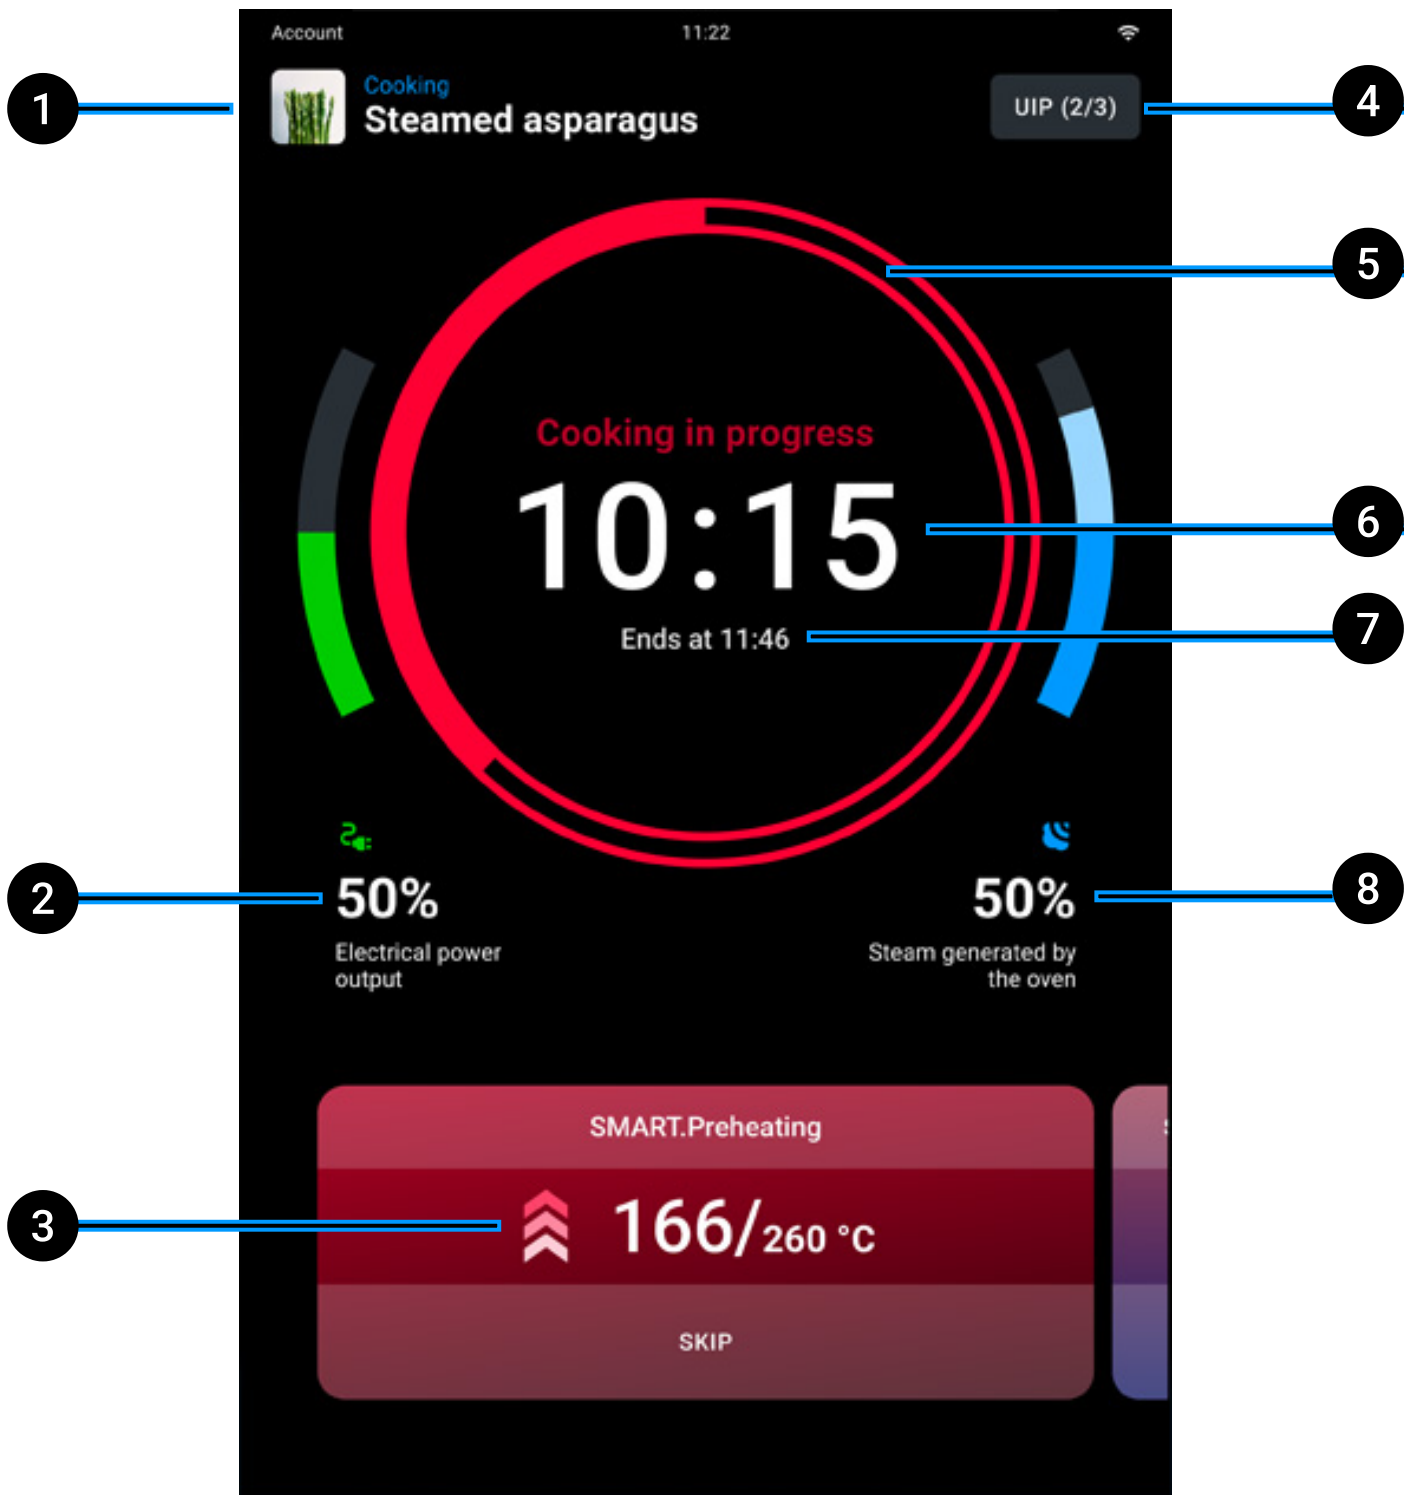 Account
11:22
1
Cooking
Steamed asparagus
UIP (2/3)
4
5
Cooking in progress
10:15
6
Ends at 11:46
7
2
50%
Electrical power
output
50%
8
Steam generated by
the oven
SMART.Preheating
3
166/260 °C
SKIP